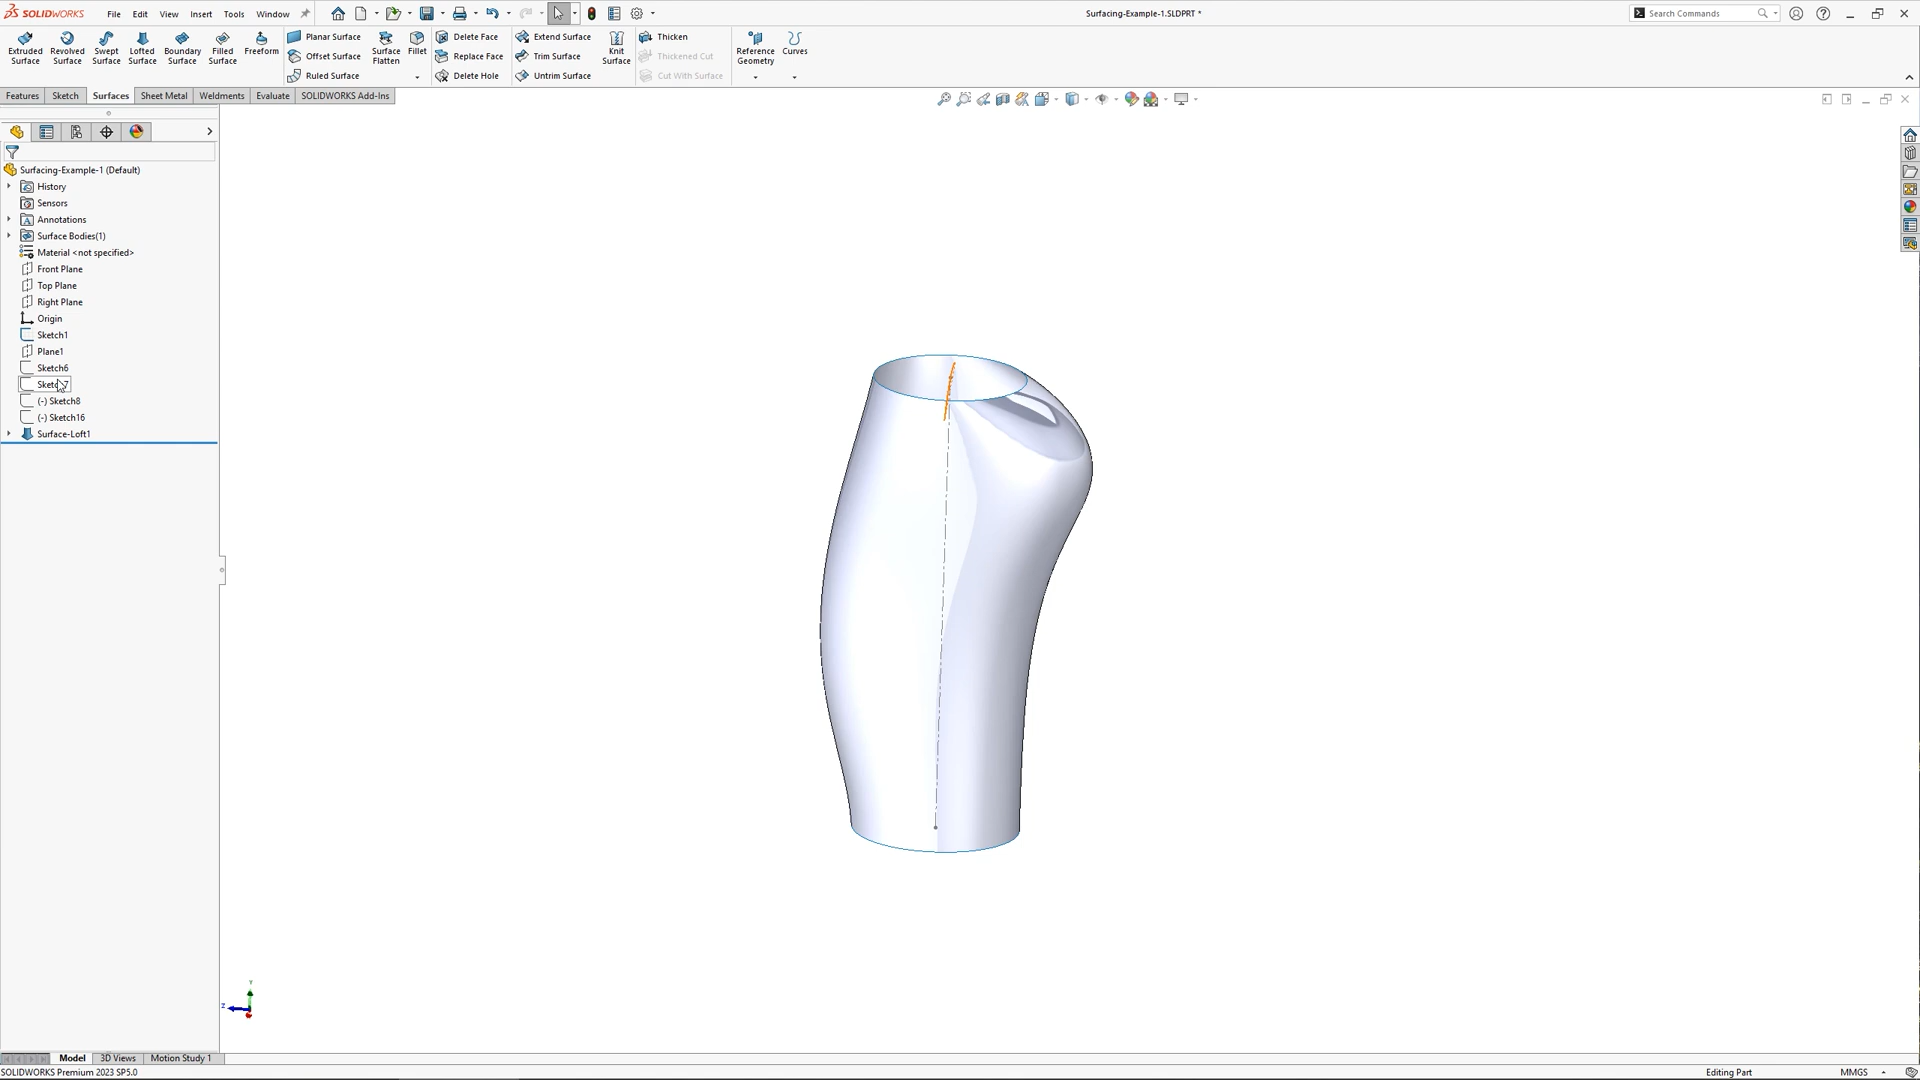 SOLIDWORKS File Edit View Insert Tools Window Surfacing-Example-1.SLDPRT * Search Commands
Extruded Surface Revolved Surface Swept Surface Lofted Surface Boundary Surface Filled Surface Freeform Planar Surface Offset Surface Ruled Surface Surface Flatten Fillet Delete Face Replace Face Delete Hole Extend Surface Trim Surface Untrim Surface Knit Surface Thicken Thickened Cut Cut With Surface Reference Geometry Curves
Features Sketch Surfaces Sheet Metal Weldments Evaluate SOLIDWORKS Add-Ins
Surfacing-Example-1 (Default)
History
Sensors
Annotations
Surface Bodies(1)
Material <not specified>
Front Plane
Top Plane
Right Plane
Origin
Sketch1
Plane1
Sketch6
Sketch7
(-) Sketch8
(-) Sketch16
Surface-Loft1
Y
Z
Model 3D Views Motion Study 1
SOLIDWORKS Premium 2023 SP5.0 Editing Part MMGS